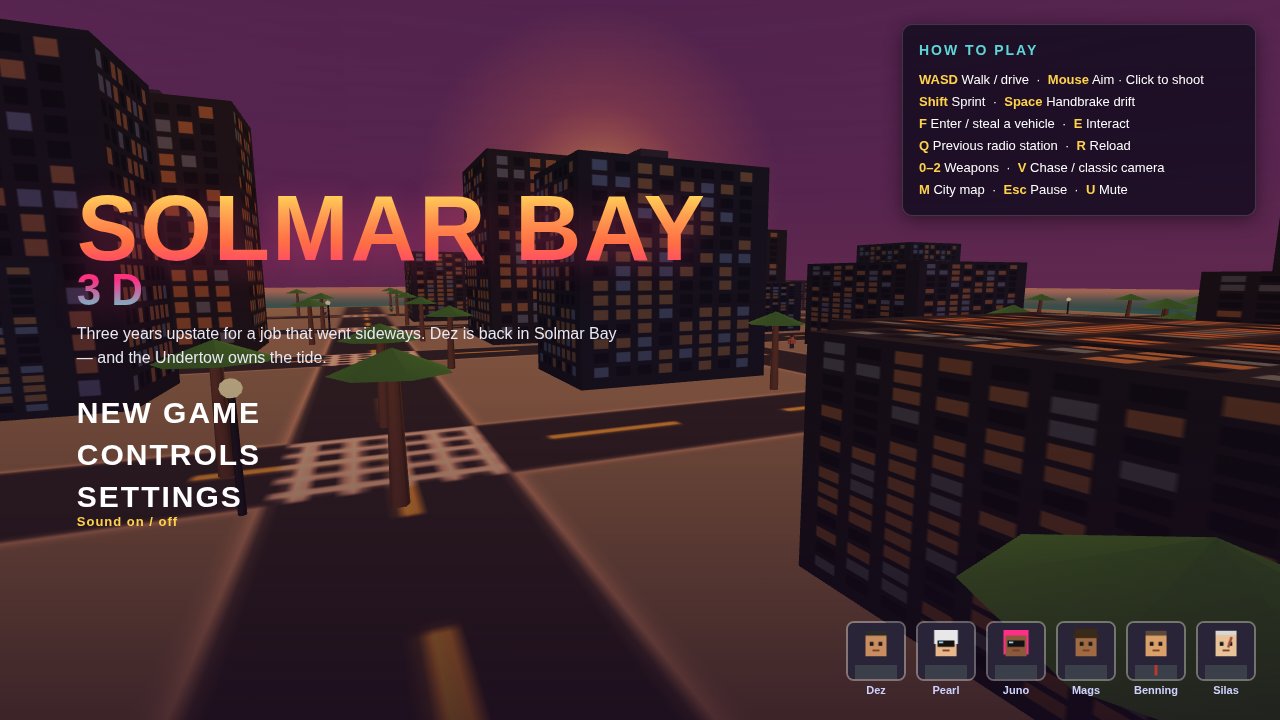 SOLMAR BAY
3D
Three years upstate for a job that went sideways. Dez is back in Solmar Bay
— and the Undertow owns the tide.
NEW GAME
CONTROLS
SETTINGS
Sound on / off
HOW TO PLAY
WASD Walk / drive · Mouse Aim · Click to shoot
Shift Sprint · Space Handbrake drift
F Enter / steal a vehicle · E Interact
Q Previous radio station · R Reload
0–2 Weapons · V Chase / classic camera
M City map · Esc Pause · U Mute
Dez
Pearl
Juno
Mags
Benning
Silas